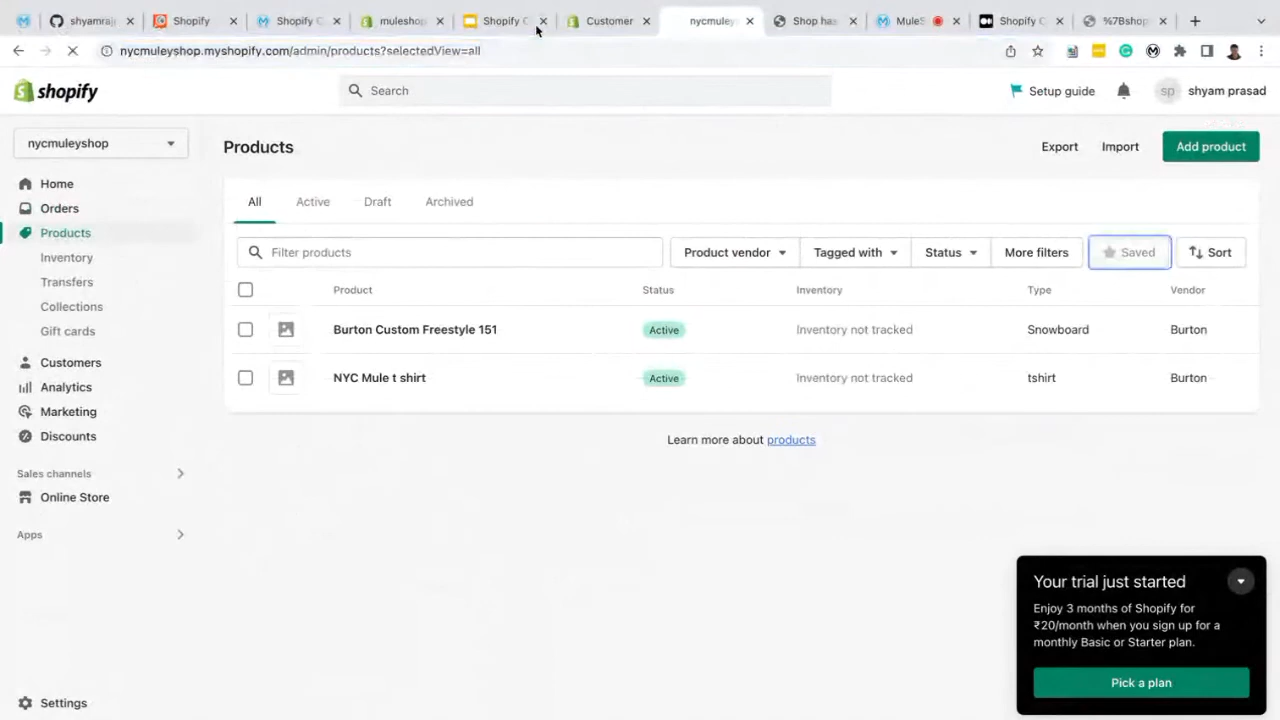 shyamra
Shopify
Shopify C
muleshop
Shopify C
Customer
nycmuley
Shop has
MuleS
Shopify C
%7Bshop
nycmuleyshop.myshopify.com/admin/products?selectedView=all
shopify
Search
Setup guide
sp
shyam prasad
nycmuleyshop
Home
Orders
Products
Inventory
Transfers
Collections
Gift cards
Customers
Analytics
Marketing
Discounts
Sales channels
Online Store
Apps
Settings
Products
Export
Import
Add product
All
Active
Draft
Archived
Filter products
Product vendor
Tagged with
Status
More filters
Saved
Sort
Product Status Inventory Type Vendor
Burton Custom Freestyle 151 Active Inventory not tracked Snowboard Burton
NYC Mule t shirt Active Inventory not tracked tshirt Burton
Learn more about products
Your trial just started
Enjoy 3 months of Shopify for
₹20/month when you sign up for a
monthly Basic or Starter plan.
Pick a plan